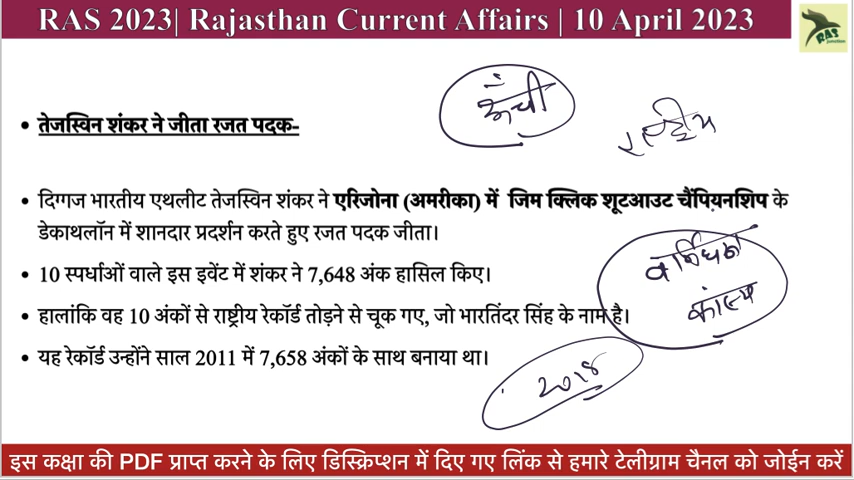 RAS 2023| Rajasthan Current Affairs | 10 April 2023
RAS
ऊँची
राष्ट्रीय
• तेजस्विन शंकर ने जीता रजत पदक-
• दिग्गज भारतीय एथलीट तेजस्विन शंकर ने एरिजोना (अमरीका) में जिम क्लिक शूटआउट चैंपियनशिप के
डेकाथलॉन में शानदार प्रदर्शन करते हुए रजत पदक जीता।
• 10 स्पर्धाओं वाले इस इवेंट में शंकर ने 7,648 अंक हासिल किए।
कांस्य
• हालांकि वह 10 अंकों से राष्ट्रीय रिकॉर्ड तोड़ने से चूक गए, जो भारतिंदर सिंह के नाम है।
• यह रेकॉर्ड उन्होंने साल 2011 में 7,658 अंकों के साथ बनाया था।
इस कक्षा की PDF प्राप्त करने के लिए डिस्क्रिप्शन में दिए गए लिंक से हमारे टेलीग्राम चैनल को जोईन करें